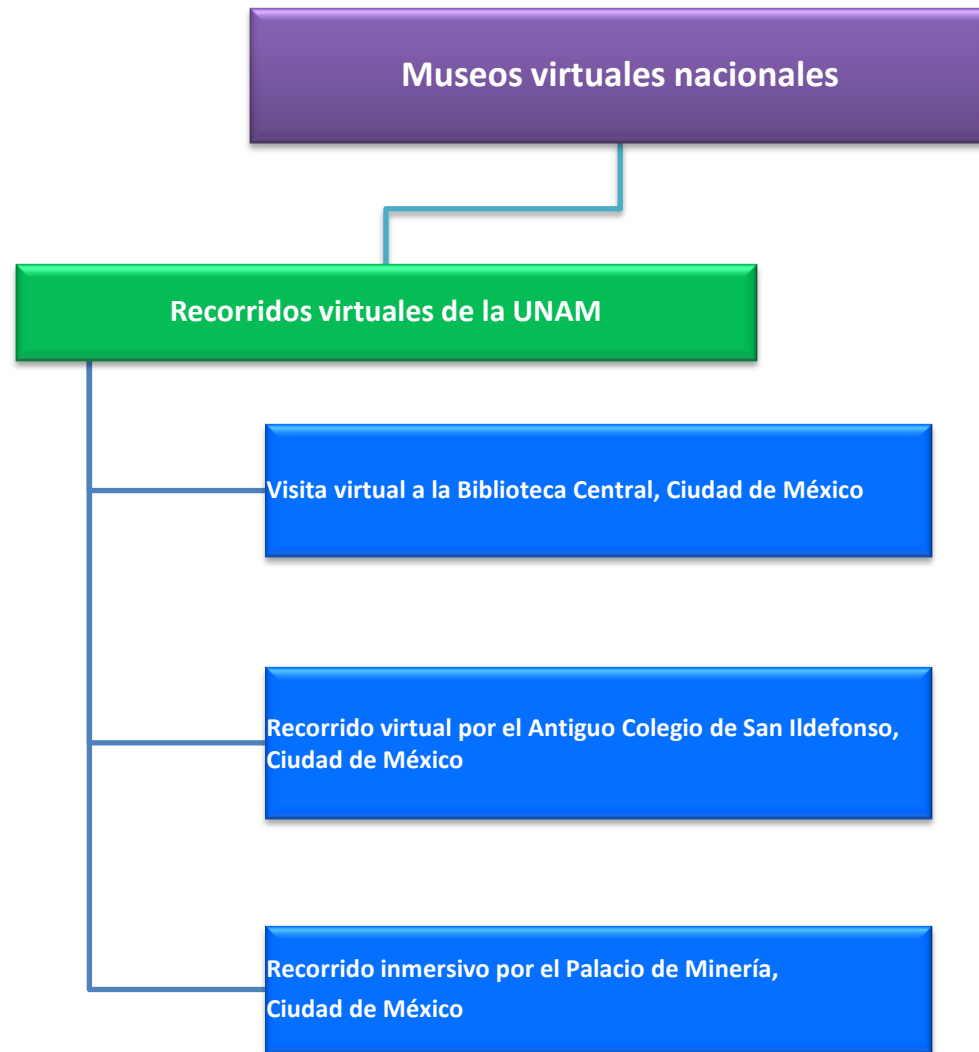 Museos virtuales nacionales
Recorridos virtuales de la UNAM
Visita virtual a la Biblioteca Central, Ciudad de México
Recorrido virtual por el Antiguo Colegio de San Ildefonso,
Ciudad de México
Recorrido inmersivo por el Palacio de Minería,
Ciudad de México